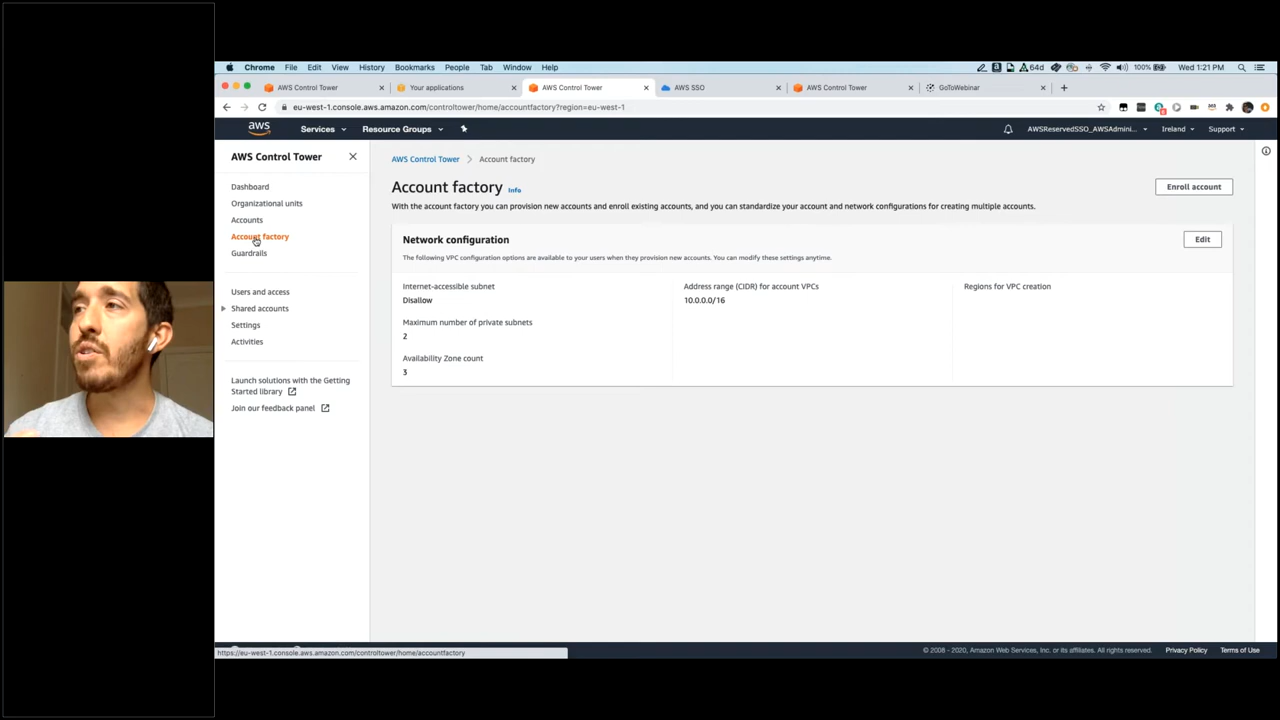 Chrome File Edit View History Bookmarks People Tab Window Help
64d 100% Wed 1:21 PM
AWS Control Tower
Your applications
AWS Control Tower
AWS SSO
AWS Control Tower
GoToWebinar
eu-west-1.console.aws.amazon.com/controltower/home/accountfactory?region=eu-west-1
aws Services Resource Groups AWSReservedSSO_AWSAdmini... Ireland Support
AWS Control Tower
Dashboard
Organizational units
Accounts
Account factory
Guardrails
Users and access
Shared accounts
Settings
Activities
Launch solutions with the Getting
Started library
Join our feedback panel
AWS Control Tower > Account factory
Account factory Info
Enroll account
With the account factory you can provision new accounts and enroll existing accounts, and you can standardize your account and network configurations for creating multiple accounts.
Network configuration
Edit
The following VPC configuration options are available to your users when they provision new accounts. You can modify these settings anytime.
Internet-accessible subnet
Disallow
Maximum number of private subnets
2
Availability Zone count
3
Address range (CIDR) for account VPCs
10.0.0.0/16
Regions for VPC creation
https://eu-west-1.console.aws.amazon.com/controltower/home/accountfactory
© 2008 - 2020, Amazon Web Services, Inc. or its affiliates. All rights reserved. Privacy Policy Terms of Use